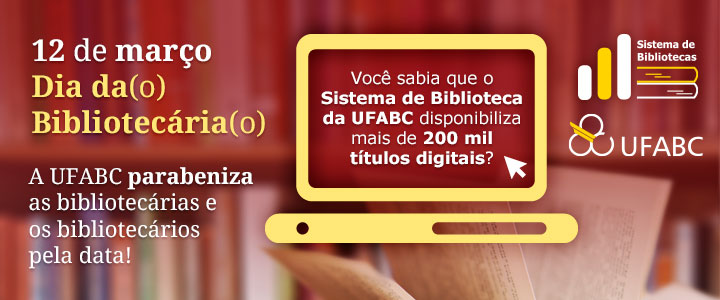 12 de março
Dia da(o)
Bibliotecária(o)
A UFABC parabeniza
as bibliotecárias e
os bibliotecários
pela data!
Você sabia que o
Sistema de Biblioteca
da UFABC disponibiliza
mais de 200 mil
títulos digitais?
Sistema de
Bibliotecas
UFABC